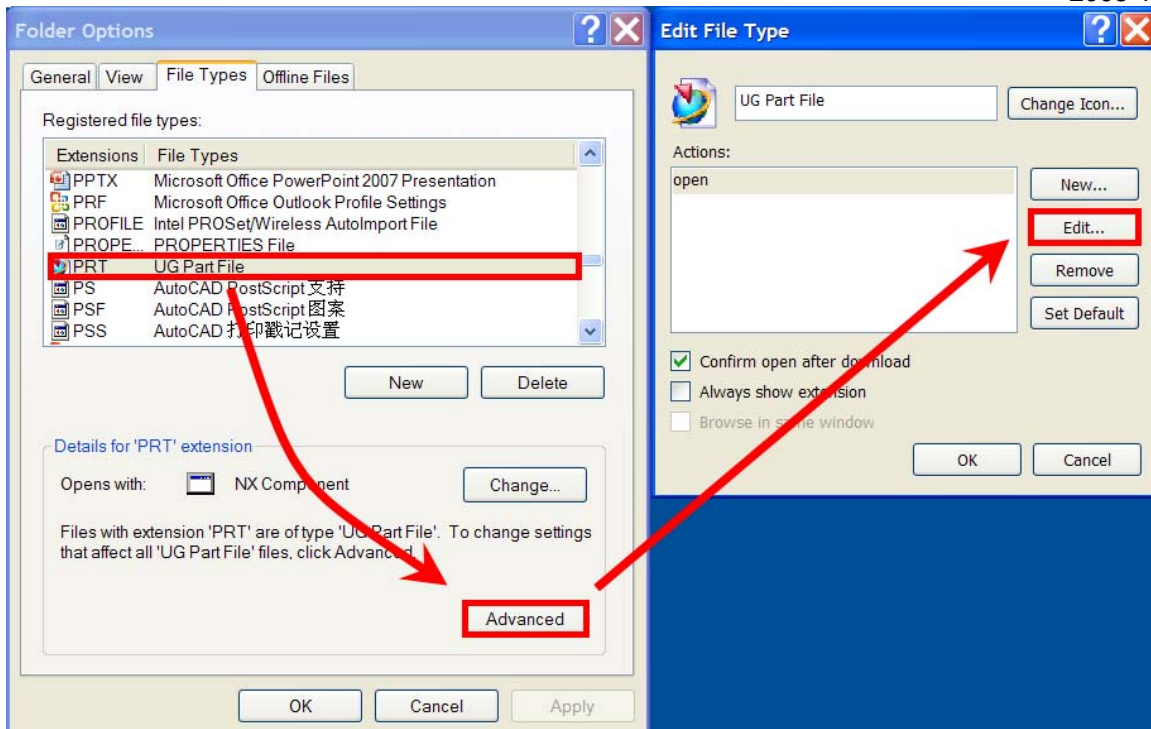 Folder Options
General View File Types Offline Files
Registered file types:
Extensions File Types
PPTX Microsoft Office PowerPoint 2007 Presentation
PRF Microsoft Office Outlook Profile Settings
PROFILE Intel PROSet/Wireless AutoImport File
PROPE... PROPERTIES File
PRT UG Part File
PS AutoCAD PostScript 支持
PSF AutoCAD PostScript 图案
PSS AutoCAD 打印戳记设置
New Delete
Details for 'PRT' extension
Opens with: NX Component Change...
Files with extension 'PRT' are of type 'UG Part File'. To change settings
that affect all 'UG Part File' files, click Advanced.
Advanced
OK Cancel Apply
Edit File Type
UG Part File Change Icon...
Actions:
open
New...
Edit...
Remove
Set Default
Confirm open after download
Always show extension
Browse in same window
OK Cancel